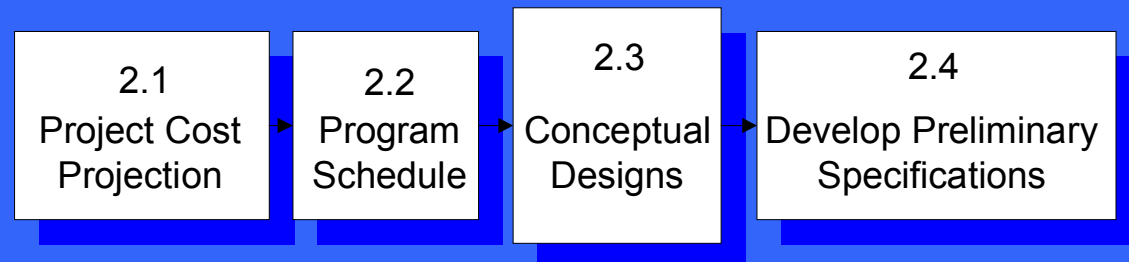 2.1
Project Cost
Projection
2.2
Program
Schedule
2.3
Conceptual
Designs
2.4
Develop Preliminary
Specifications